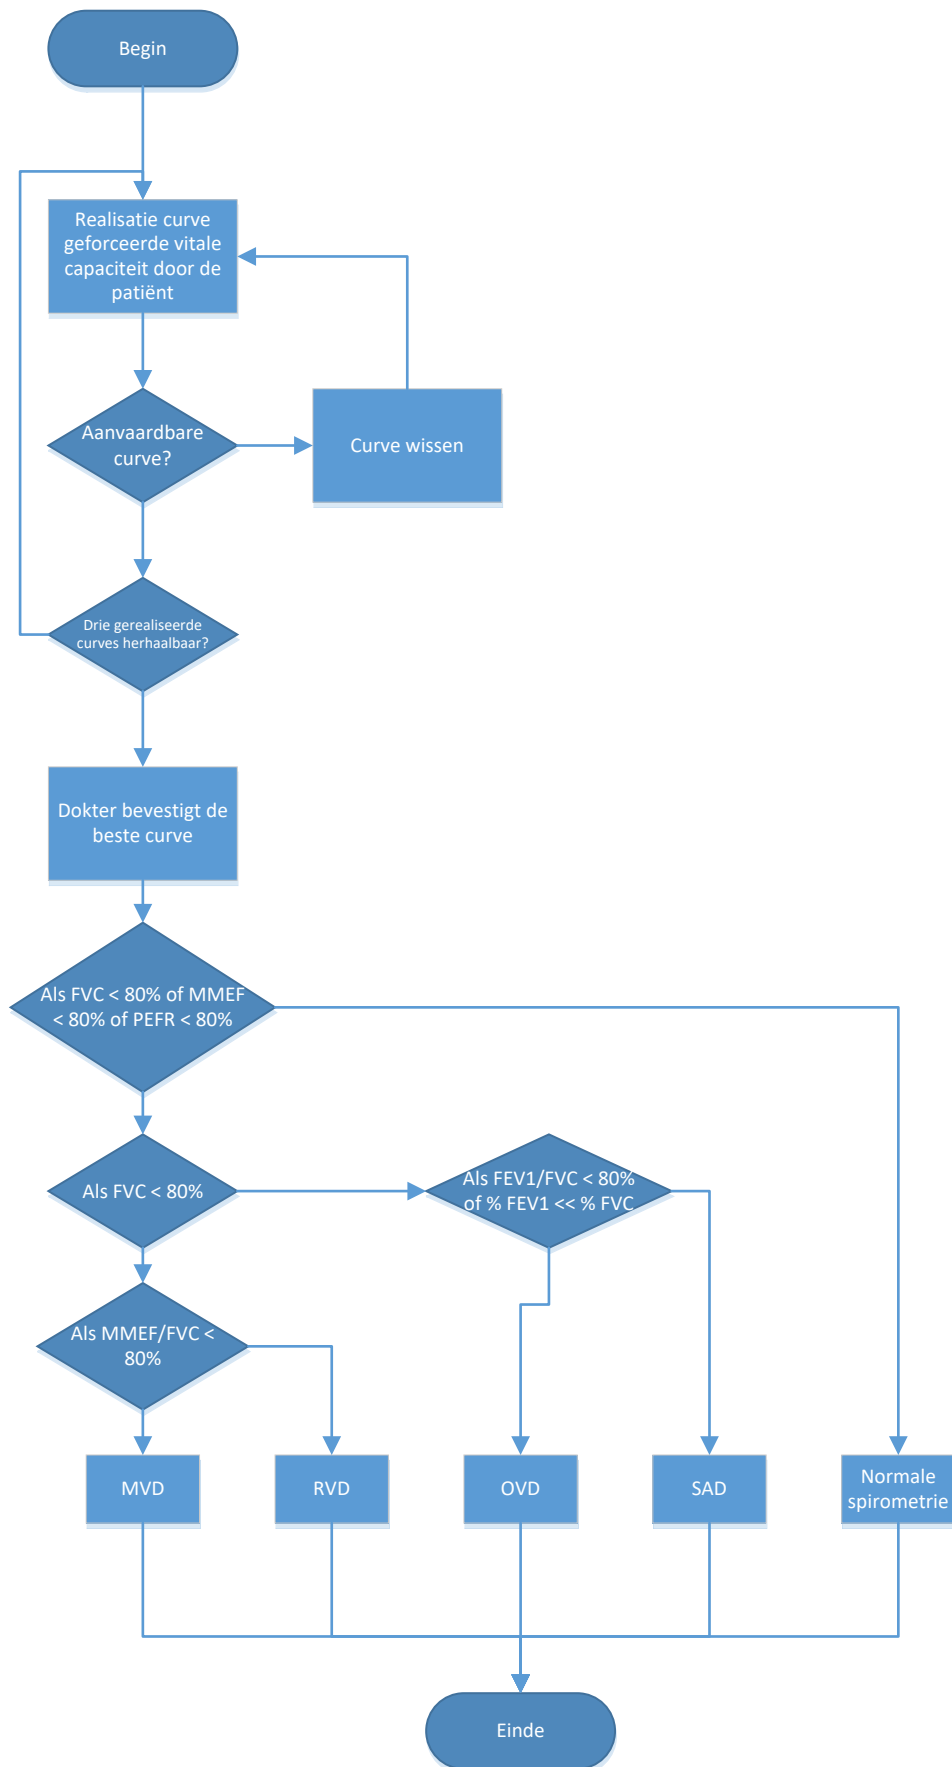 Begin
Realisatie curve
geforceerde vitale
capaciteit door de
patiënt
Aanvaardbare
curve?
Curve wissen
Drie gerealiseerde
curves herhaalbaar?
Dokter bevestigt de
beste curve
Als FVC < 80% of MMEF
< 80% of PEFR < 80%
Als FVC < 80%
Als FEV1/FVC < 80%
of % FEV1 << % FVC
Als MMEF/FVC <
80%
MVD
RVD
OVD
SAD
Normale
spirometrie
Einde